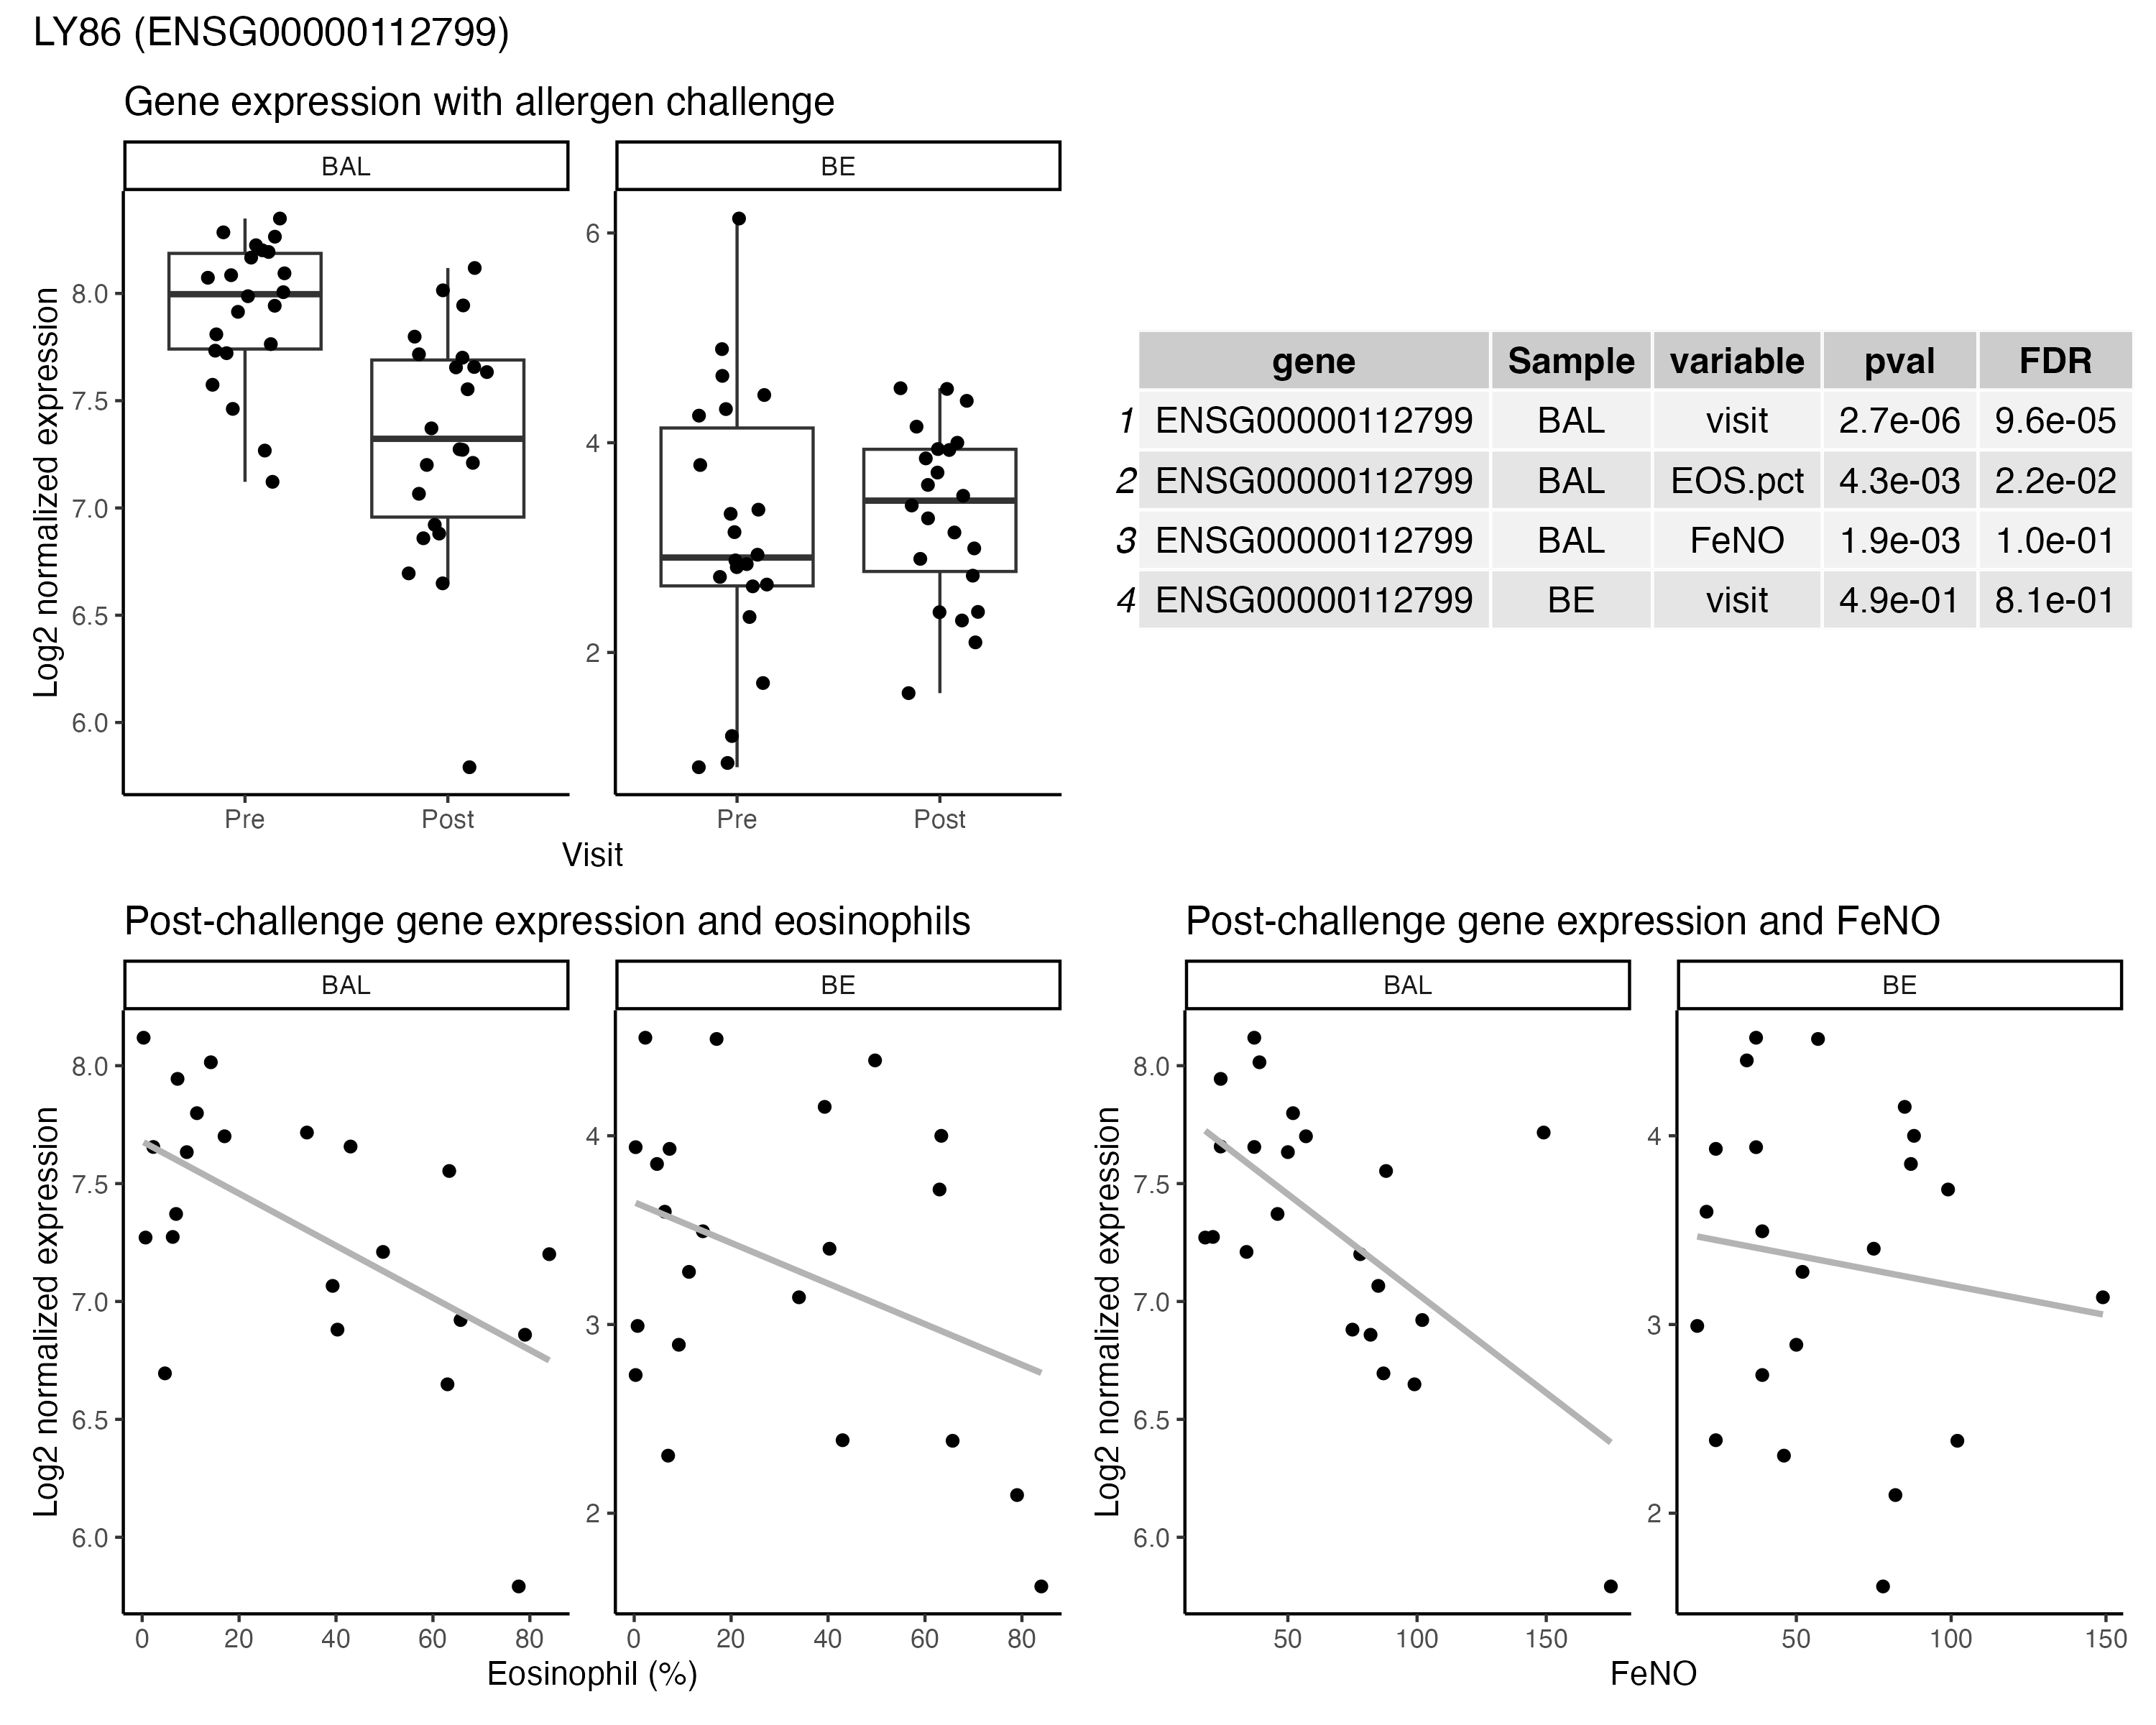 LY86 (ENSG00000112799)
Gene expression with allergen challenge
BAL BE
Log2 normalized expression
8.0
7.5
7.0
6.5
6.0
6
4
2
Pre Post Pre Post
Visit
gene Sample variable pval FDR
1 ENSG00000112799 BAL visit 2.7e-06 9.6e-05
2 ENSG00000112799 BAL EOS.pct 4.3e-03 2.2e-02
3 ENSG00000112799 BAL FeNO 1.9e-03 1.0e-01
4 ENSG00000112799 BE visit 4.9e-01 8.1e-01
Post-challenge gene expression and eosinophils
BAL BE
Log2 normalized expression
8.0
7.5
7.0
6.5
6.0
4
3
2
0 20 40 60 80 0 20 40 60 80
Eosinophil (%)
Post-challenge gene expression and FeNO
BAL BE
Log2 normalized expression
8.0
7.5
7.0
6.5
6.0
4
3
2
50 100 150 50 100 150
FeNO